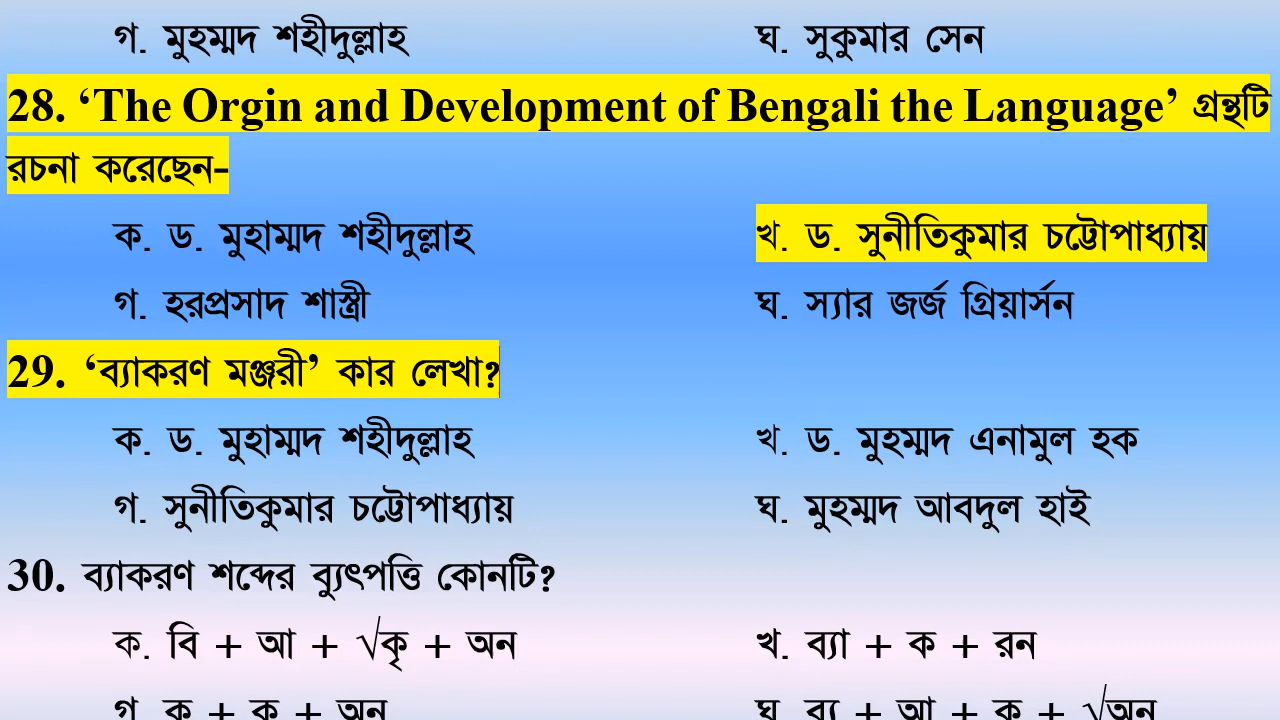 গ. মুহম্মদ শহীদুল্লাহ ঘ. সুকুমার সেন
28. ‘The Orgin and Development of Bengali the Language’ গ্রন্থটি
রচনা করেছেন-
ক. ড. মুহাম্মদ শহীদুল্লাহ খ. ড. সুনীতিকুমার চট্টোপাধ্যায়
গ. হরপ্রসাদ শাস্ত্রী ঘ. স্যার জর্জ গ্রিয়ার্সন
29. ‘ব্যাকরণ মঞ্জরী’ কার লেখা?
ক. ড. মুহাম্মদ শহীদুল্লাহ খ. ড. মুহম্মদ এনামুল হক
গ. সুনীতিকুমার চট্টোপাধ্যায় ঘ. মুহম্মদ আবদুল হাই
30. ব্যাকরণ শব্দের ব্যুৎপত্তি কোনটি?
ক. বি + আ + √কৃ + অন খ. ব্যা + ক + রন
গ. ক + ক + অন ঘ. ব্য + আ + ক + √অন